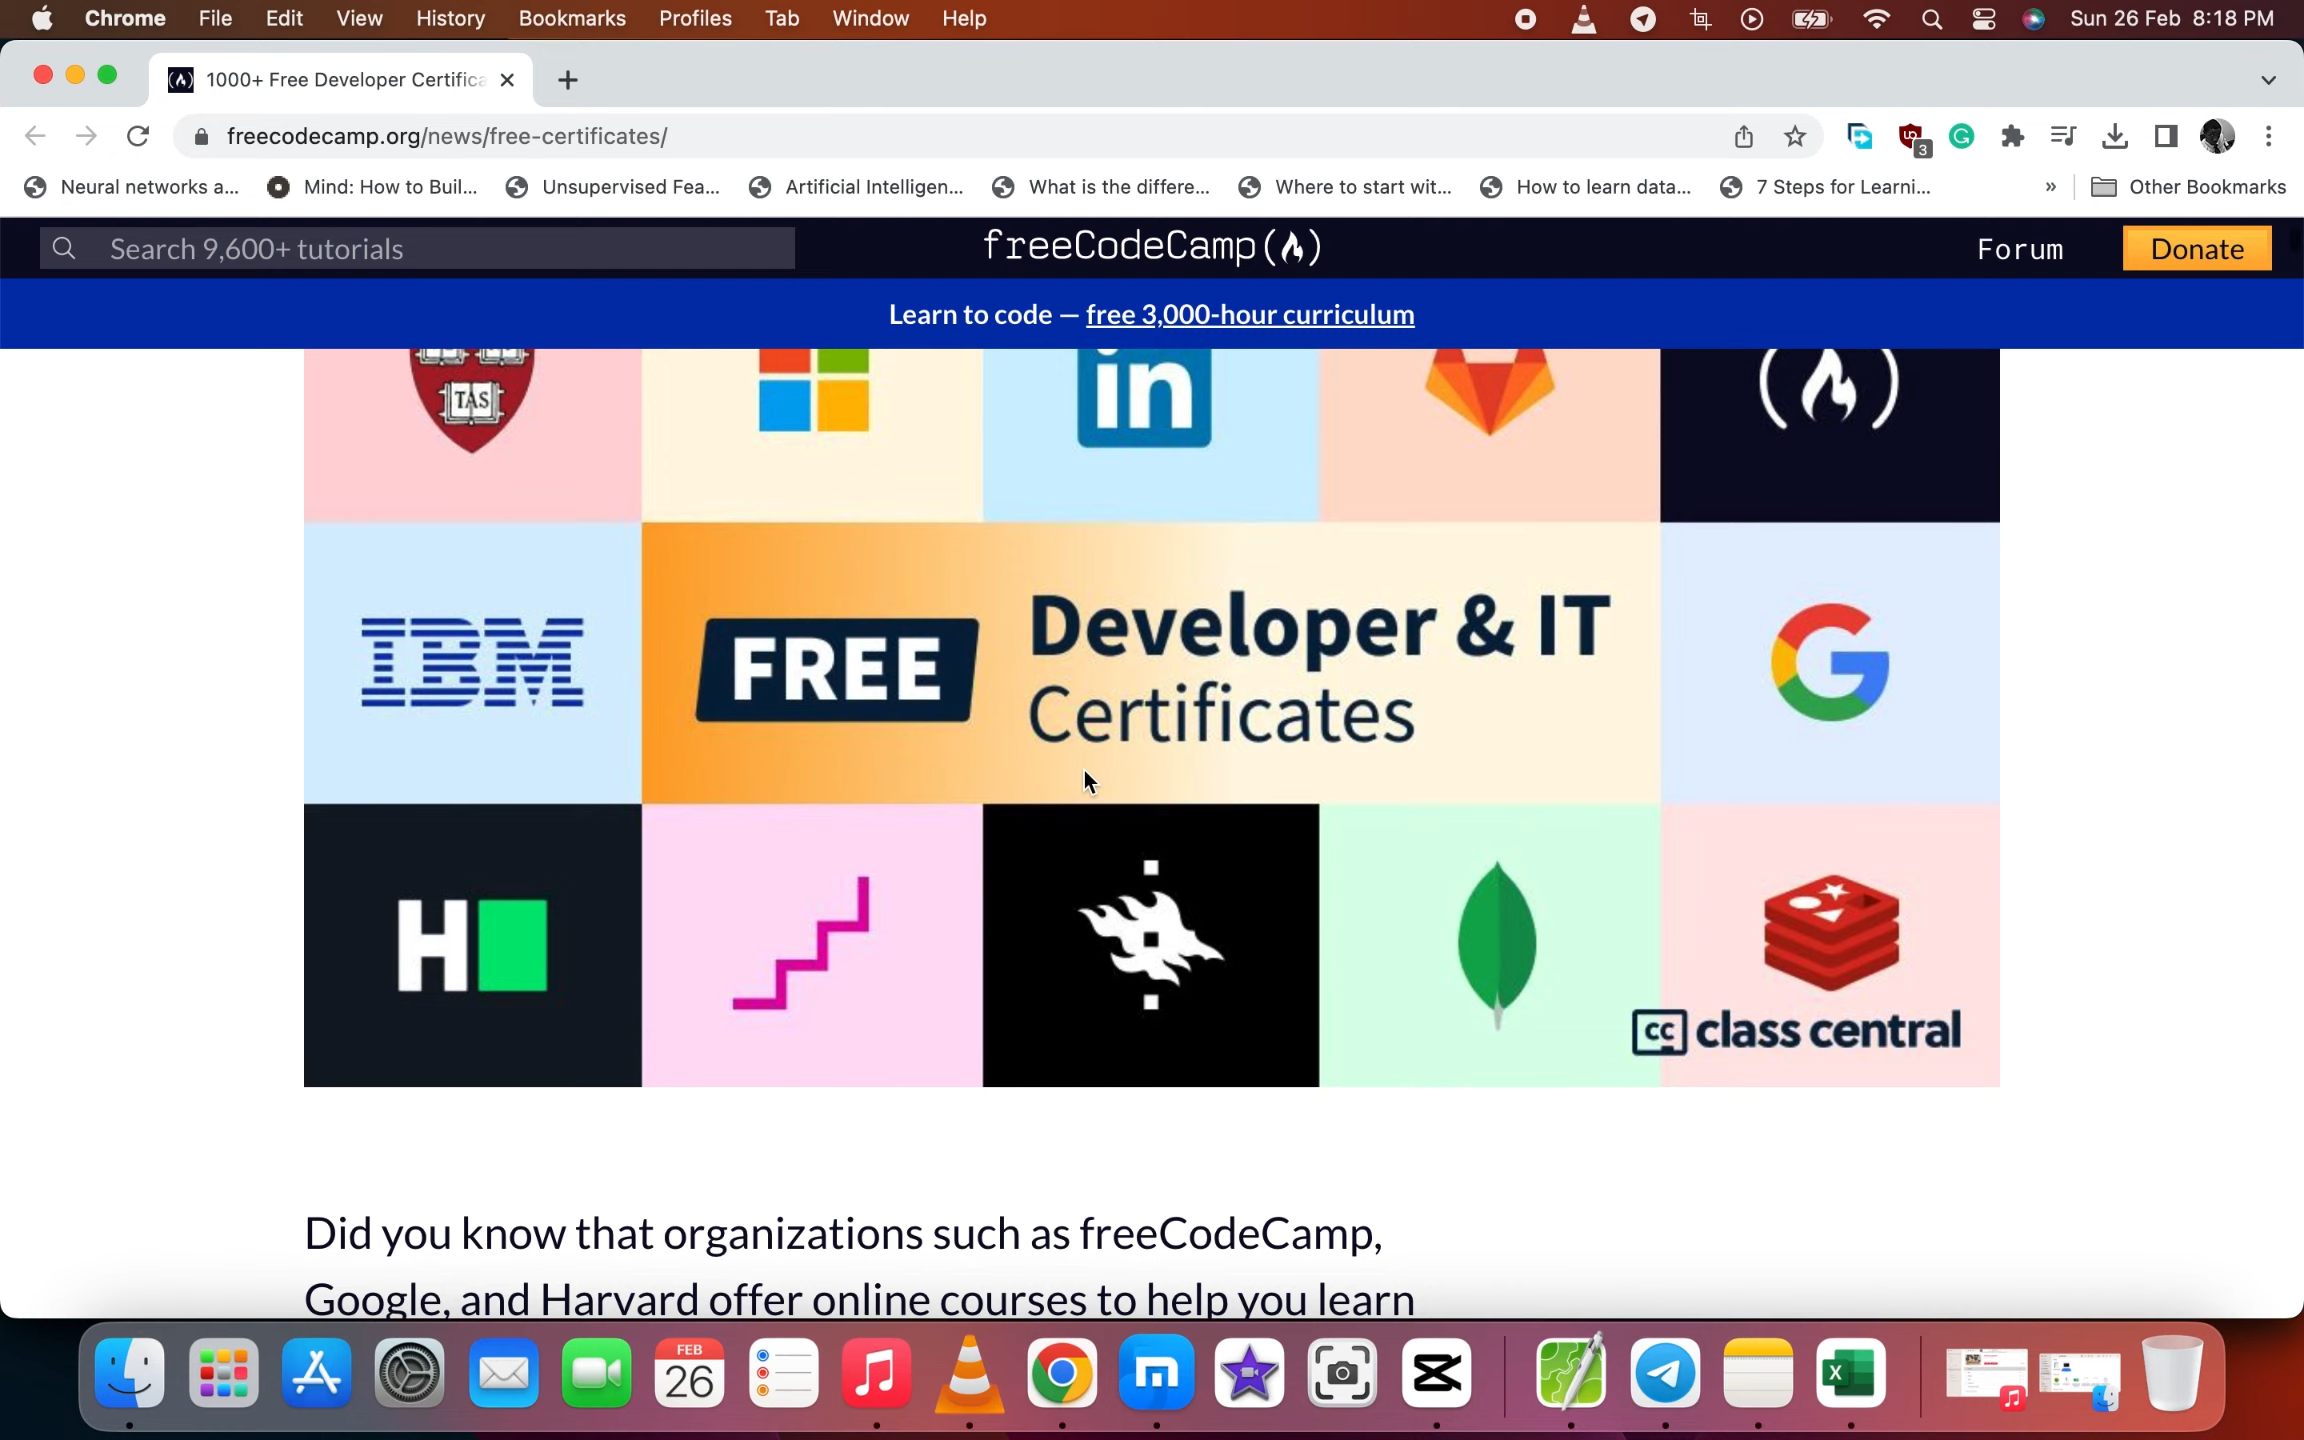 Chrome File Edit View History Bookmarks Profiles Tab Window Help Sun 26 Feb 8:18 PM
1000+ Free Developer Certifica
freecodecamp.org/news/free-certificates/ 3
Neural networks a... Mind: How to Buil... Unsupervised Fea... Artificial Intelligen... What is the differe... Where to start wit... How to learn data... 7 Steps for Learni... » Other Bookmarks
Search 9,600+ tutorials freeCodeCamp Forum Donate
Learn to code — free 3,000-hour curriculum
TAS in
IBM FREE Developer & IT
Certificates G
H
cc class central
Did you know that organizations such as freeCodeCamp,
Google, and Harvard offer online courses to help you learn
FEB
26